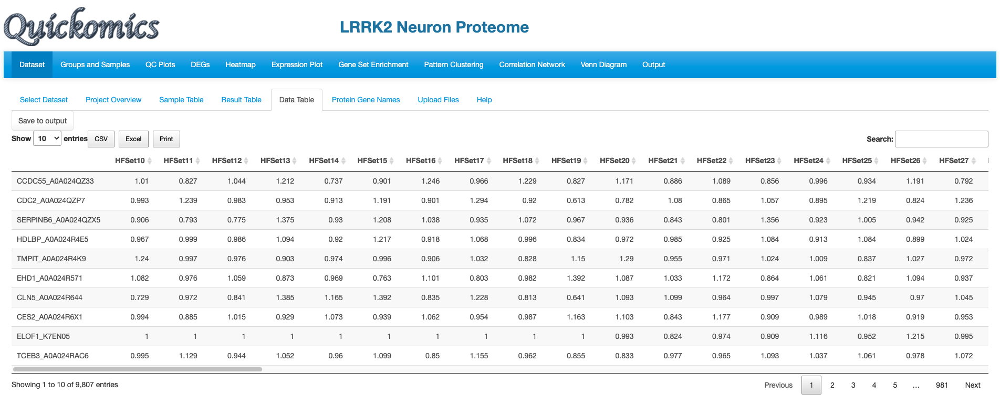 Quickomics
LRRK2 Neuron Proteome
Dataset Groups and Samples QC Plots DEGs Heatmap Expression Plot Gene Set Enrichment Pattern Clustering Correlation Network Venn Diagram Output
Select Dataset Project Overview Sample Table Result Table Data Table Protein Gene Names Upload Files Help
Save to output
Show 10 entries CSV Excel Print Search:
HFSet10 HFSet11 HFSet12 HFSet13 HFSet14 HFSet15 HFSet16 HFSet17 HFSet18 HFSet19 HFSet20 HFSet21 HFSet22 HFSet23 HFSet24 HFSet25 HFSet26 HFSet27
CCDC55_A0A024QZ33 1.01 0.827 1.044 1.212 0.737 0.901 1.246 0.966 1.229 0.827 1.171 0.886 1.089 0.856 0.996 0.934 1.191 0.792
CDC2_A0A024QZP7 0.993 1.239 0.983 0.953 0.913 1.191 0.901 1.294 0.92 0.613 0.782 1.08 0.865 1.057 0.895 1.219 0.824 1.236
SERPINB6_A0A024QZX5 0.906 0.793 0.775 1.375 0.93 1.208 1.038 0.935 1.072 0.967 0.936 0.843 0.801 1.356 0.923 1.005 0.942 0.925
HDLBP_A0A024R4E5 0.967 0.999 0.986 1.094 0.92 1.217 0.918 1.068 0.996 0.834 0.972 0.985 0.925 1.084 0.913 1.084 0.899 1.024
TMPIT_A0A024R4K9 1.24 0.997 0.976 0.903 0.974 0.996 0.906 1.032 0.828 1.15 1.29 0.955 0.971 1.024 1.009 0.837 1.027 0.972
EHD1_A0A024R571 1.082 0.976 1.059 0.873 0.969 0.763 1.101 0.803 0.982 1.392 1.087 1.033 1.172 0.864 1.061 0.821 1.094 0.937
CLN5_A0A024R644 0.729 0.972 0.841 1.385 1.165 1.392 0.835 1.228 0.813 0.641 1.093 1.099 0.964 0.997 1.079 0.945 0.97 1.045
CES2_A0A024R6X1 0.994 0.885 1.015 0.929 1.073 0.939 1.062 0.954 0.987 1.163 1.103 0.843 1.177 0.909 0.989 1.018 0.919 0.953
ELOF1_K7EN05 1 1 1 1 1 1 1 1 1 1 0.993 0.824 0.974 0.909 1.116 0.952 1.215 0.995
TCEB3_A0A024RAC6 0.995 1.129 0.944 1.052 0.96 1.099 0.85 1.155 0.962 0.855 0.833 0.977 0.965 1.093 1.037 1.061 0.978 1.072
Showing 1 to 10 of 9,807 entries Previous 1 2 3 4 5 … 981 Next